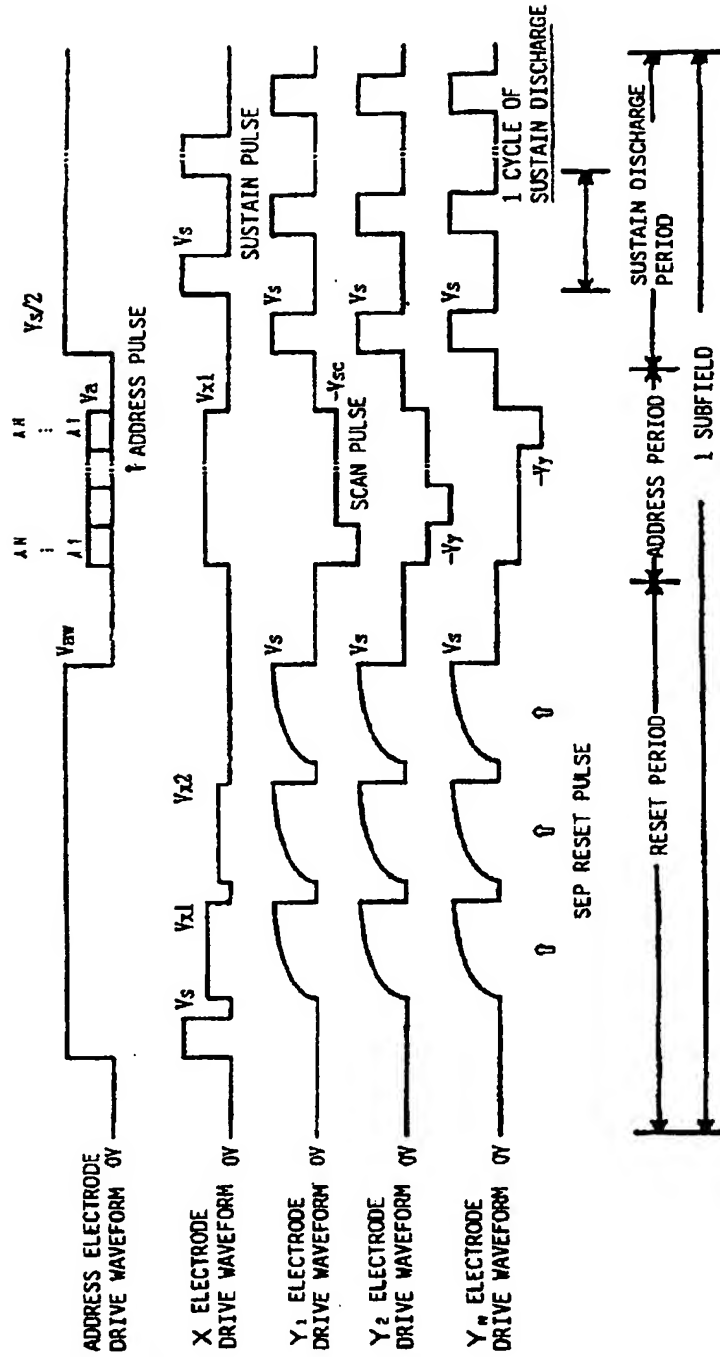 ADDRESS ELECTRODE
DRIVE WAVEFORM 0V
Vaw
AN
⋮
A1
AN
⋮
A1
Va
Vs/2
↑ ADDRESS PULSE
X ELECTRODE
DRIVE WAVEFORM 0V
Vs
Vx1
Vx2
Vx1
Vs
SUSTAIN PULSE
Y1 ELECTRODE
DRIVE WAVEFORM 0V
Vs
-Vsc
Vs
SCAN PULSE
Y2 ELECTRODE
DRIVE WAVEFORM 0V
Vs
-Vy
Vs
YM ELECTRODE
DRIVE WAVEFORM 0V
Vs
-Vy
Vs
1 CYCLE OF
SUSTAIN DISCHARGE
SEP RESET PULSE
RESET PERIOD
ADDRESS PERIOD
SUSTAIN DISCHARGE
PERIOD
1 SUBFIELD